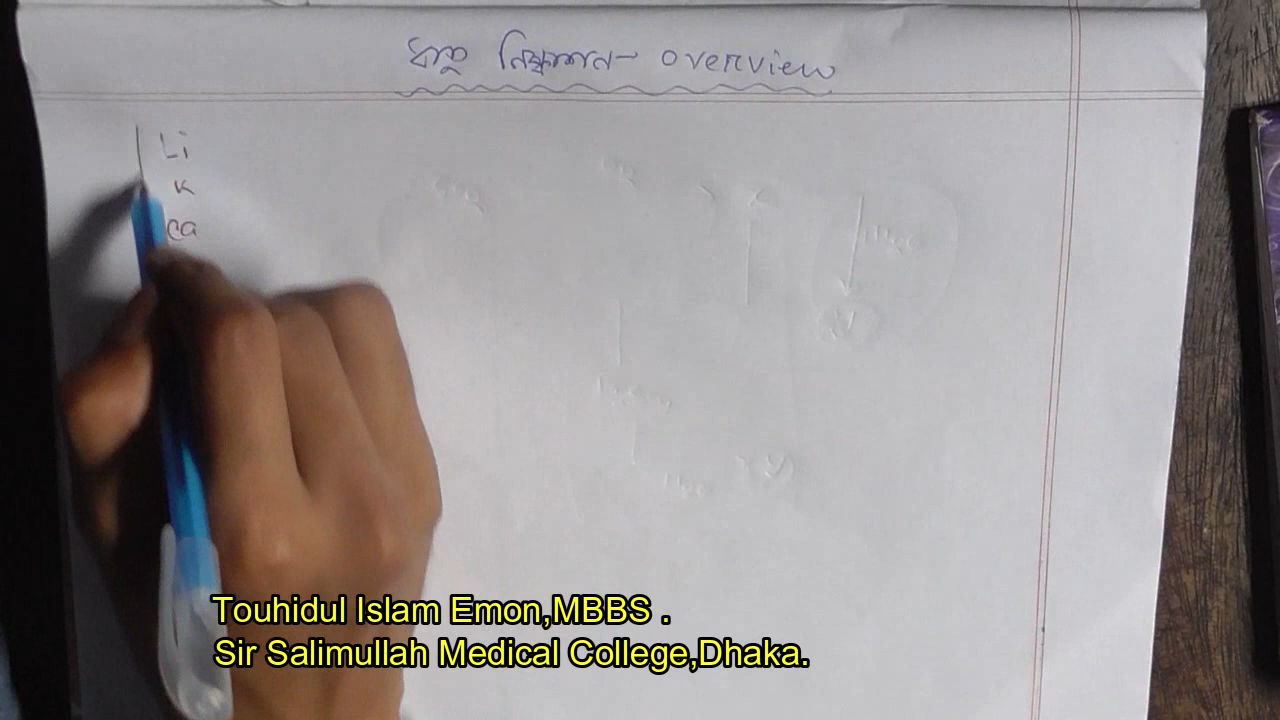 ধাতু নিষ্কাশন- overview
Li
K
Ca
Touhidul Islam Emon,MBBS .
Sir Salimullah Medical College,Dhaka.